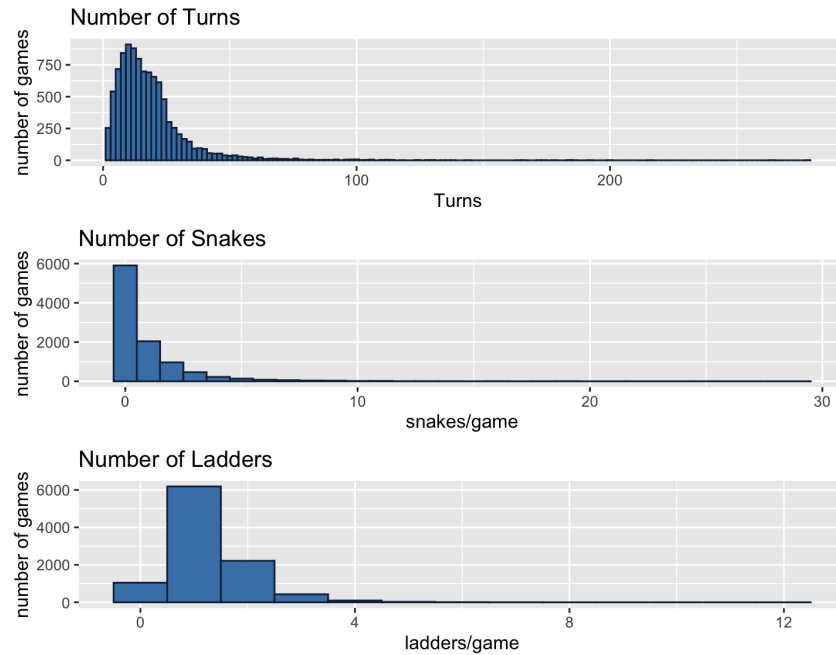 Number of Turns
number of games
750
500
250
0
0 100 200
Turns
Number of Snakes
number of games
6000
4000
2000
0
0 10 20 30
snakes/game
Number of Ladders
number of games
6000
4000
2000
0
0 4 8 12
ladders/game